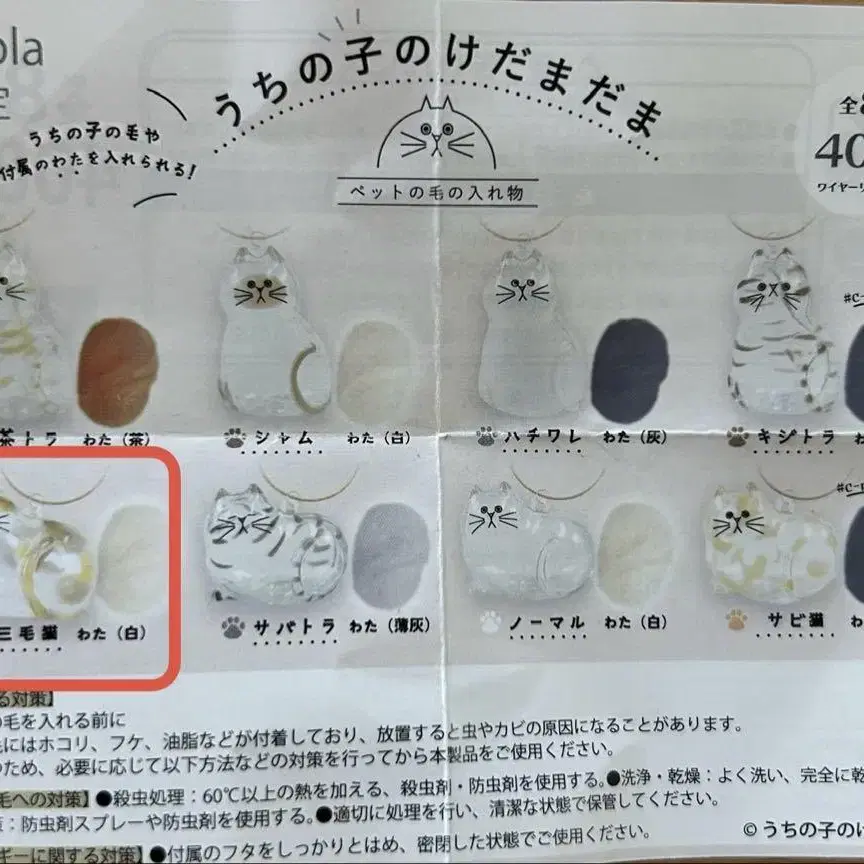 ola
定
うちの子のけだまだま
うちの子の毛や
付属のわたを入れられる!
ペットの毛の入れ物
全
40
茶トラ わた（茶）
シャム わた（白）
ハチワレ わた（灰）
キジトラ わ
三毛猫 わた（白）
サバトラ わた（薄灰）
ノーマル わた（白）
サビ猫 わ
る対策】
の毛を入れる前に
にはホコリ、フケ、油脂などが付着しており、放置すると虫やカビの原因になることがあります。
のため、必要に応じて以下方法などの対策を行ってから本製品をご使用ください。
毛への対策】●殺虫処理：60℃以上の熱を加える、殺虫剤・防虫剤を使用する。●洗浄・乾燥：よく洗い、完全に乾
：防虫剤スプレーや防虫剤を使用する。●適切に処理を行い、清潔な状態で保管してください。
ギーに関する対策】●付属のフタをしっかりとはめ、密閉した状態でご使用ください。
©うちの子のけ